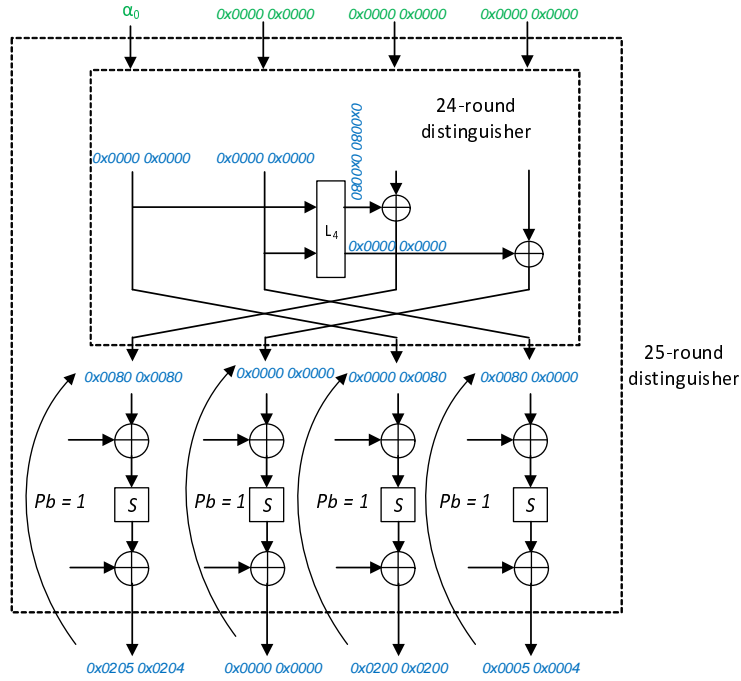 α₀ 0x0000 0x0000 0x0000 0x0000 0x0000 0x0000
24-round
distinguisher
0x0080 0x0080
0x0000 0x0000 0x0000 0x0000
L₄
0x0000 0x0000
25-round
distinguisher
0x0080 0x0080 0x0000 0x0000 0x0000 0x0080 0x0080 0x0000
Pb = 1 S Pb = 1 S Pb = 1 S Pb = 1 S
0x0205 0x0204 0x0000 0x0000 0x0200 0x0200 0x0005 0x0004